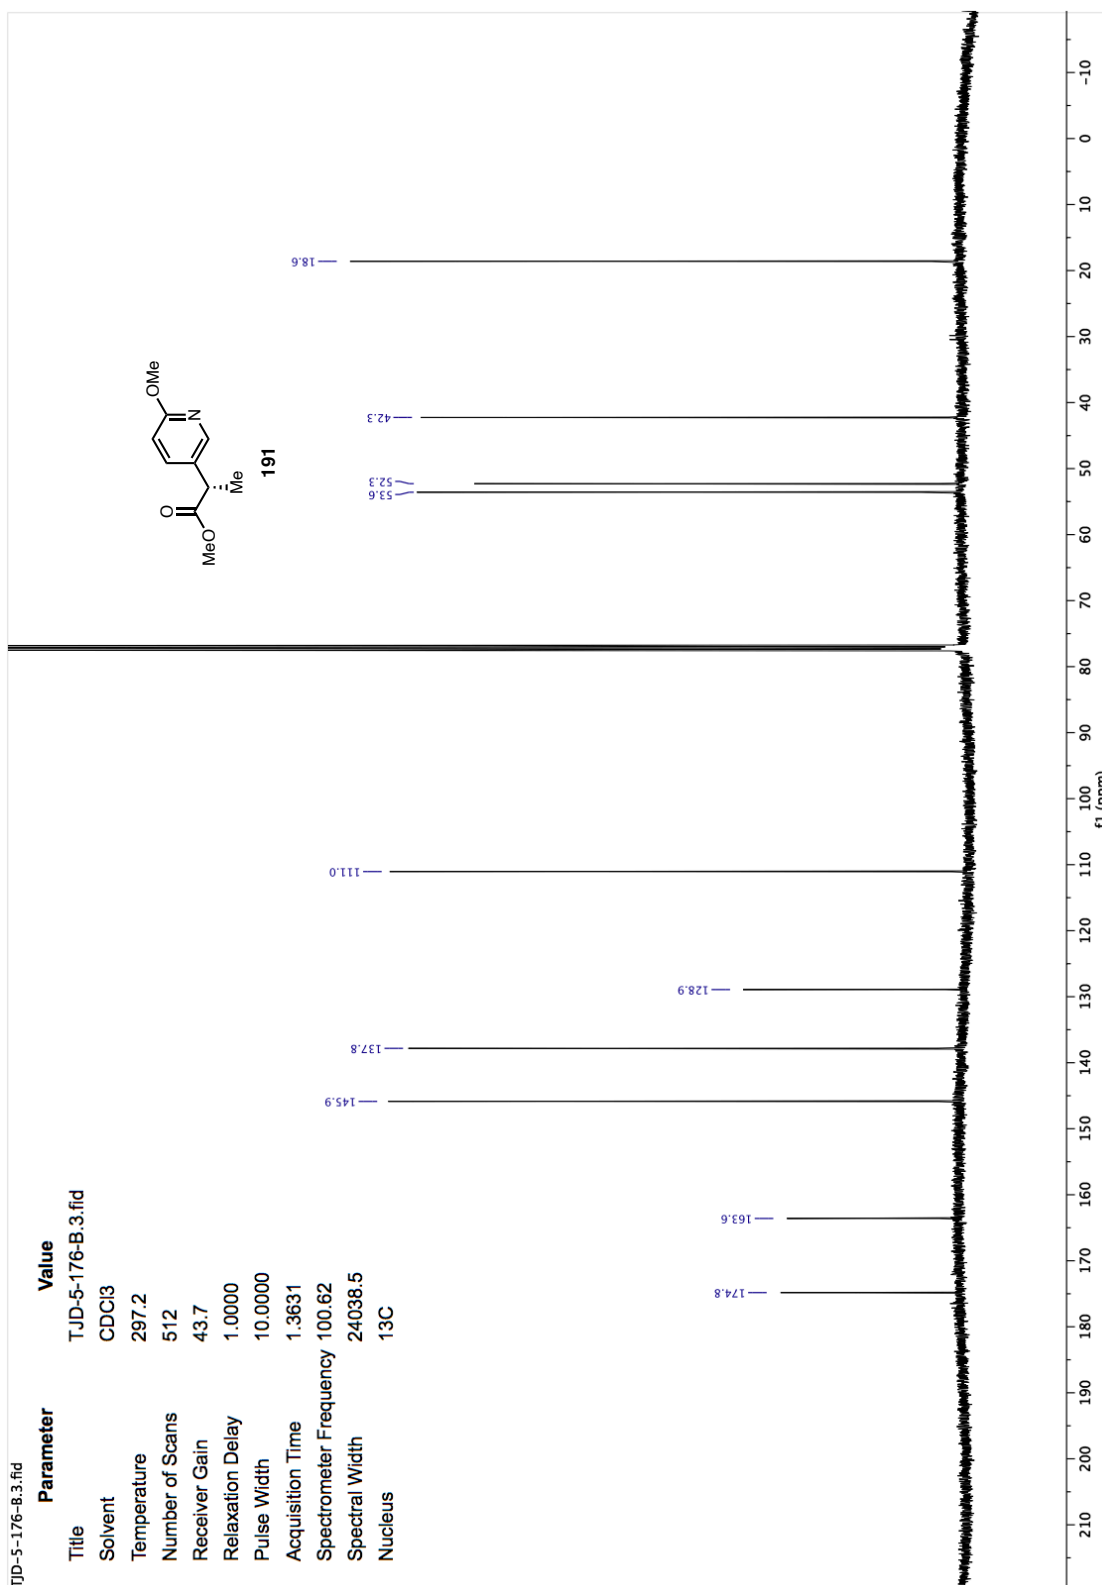 TJD-5-176-B.3.fid
Parameter Value
Title TJD-5-176-B.3.fid
Solvent CDCl3
Temperature 297.2
Number of Scans 512
Receiver Gain 43.7
Relaxation Delay 1.0000
Pulse Width 10.0000
Acquisition Time 1.3631
Spectrometer Frequency 100.62
Spectral Width 24038.5
Nucleus 13C
O
MeO
Me
N
OMe
191
174.8
163.6
145.9
137.8
128.9
111.0
53.6
52.3
42.3
18.6
210 200 190 180 170 160 150 140 130 120 110 100 90 80 70 60 50 40 30 20 10 0 -10
f1 (ppm)